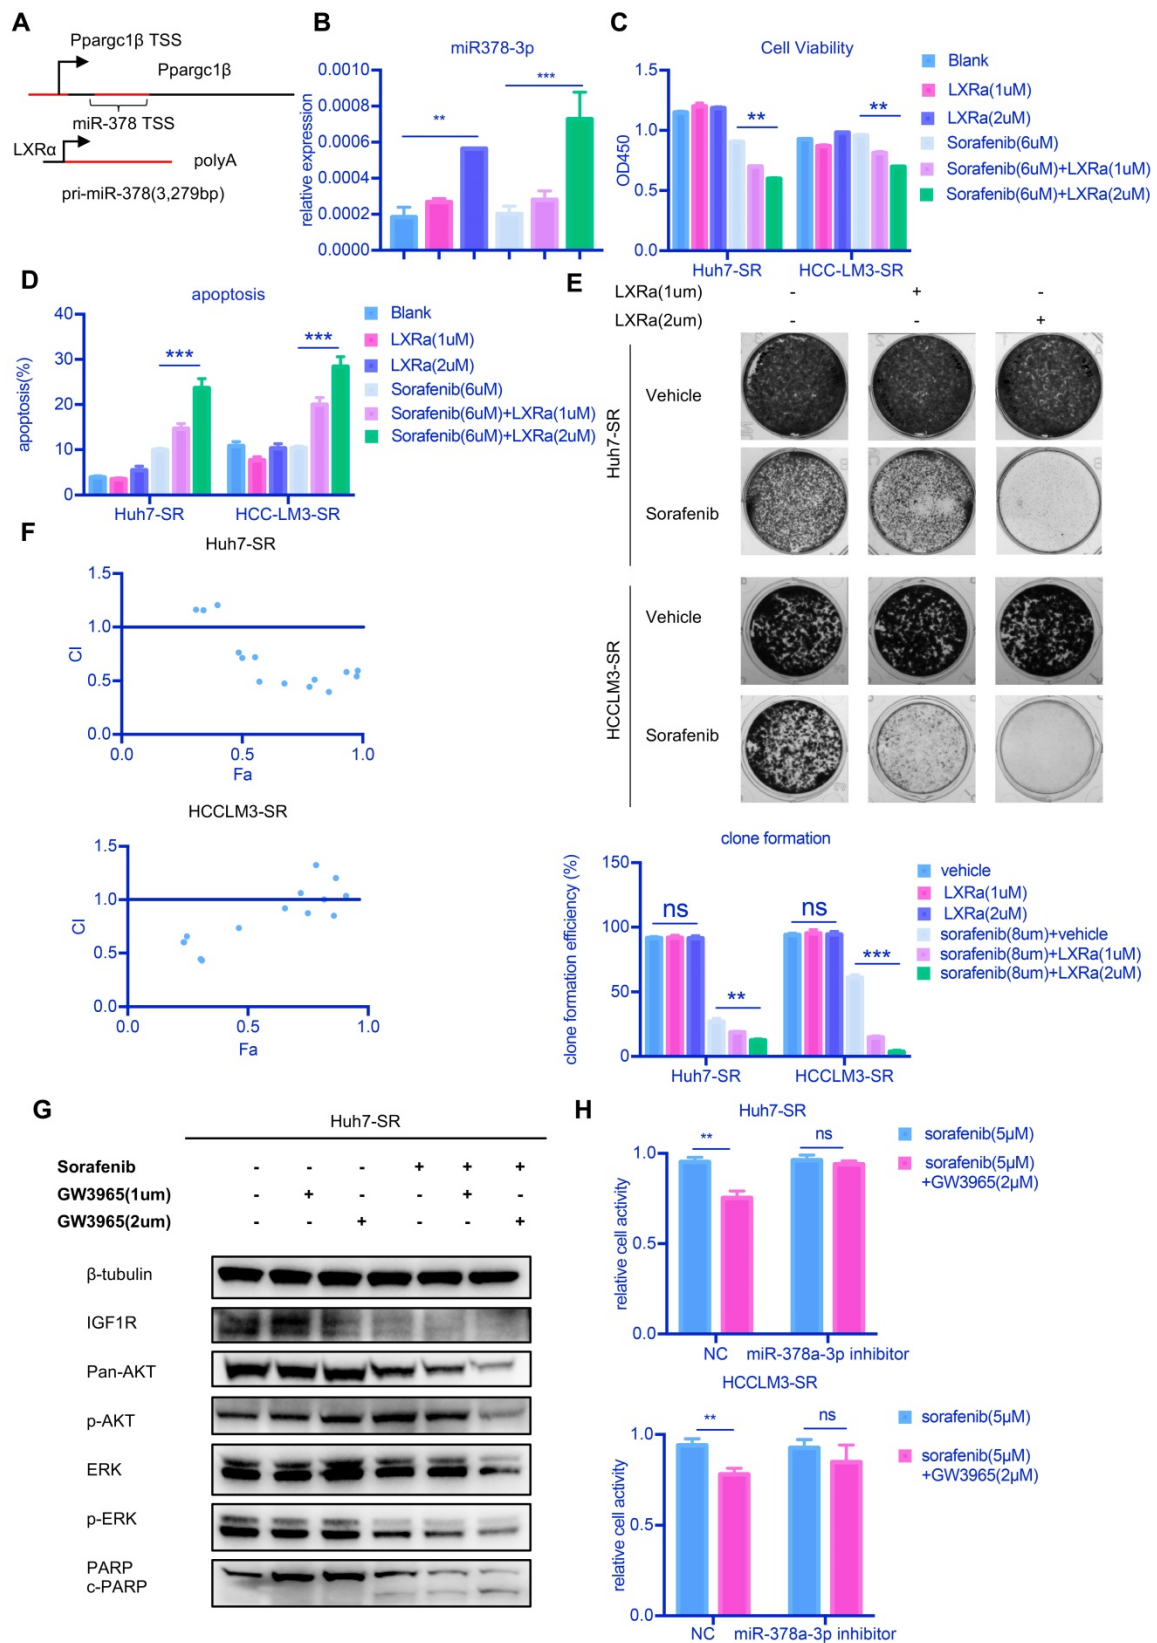 A
Ppargc1β TSS
Ppargc1β
miR-378 TSS
LXRα
polyA
pri-miR-378(3,279bp)
B
miR378-3p
relative expression
0.0010
0.0008
0.0006
0.0004
0.0002
0.0000
**
***
C
Cell Viability
OD450
1.5
1.0
0.5
0.0
**
**
Huh7-SR
HCC-LM3-SR
Blank
LXRa(1uM)
LXRa(2uM)
Sorafenib(6uM)
Sorafenib(6uM)+LXRa(1uM)
Sorafenib(6uM)+LXRa(2uM)
D
apoptosis
apoptosis(%)
40
30
20
10
0
***
***
Huh7-SR
HCC-LM3-SR
Blank
LXRa(1uM)
LXRa(2uM)
Sorafenib(6uM)
Sorafenib(6uM)+LXRa(1uM)
Sorafenib(6uM)+LXRa(2uM)
E
LXRa(1um) - + -
LXRa(2um) - - +
Huh7-SR
Vehicle
Sorafenib
HCCLM3-SR
Vehicle
Sorafenib
clone formation
clone formation efficiency (%)
150
100
50
0
ns
**
ns
***
Huh7-SR
HCCLM3-SR
vehicle
LXRa(1uM)
LXRa(2uM)
sorafenib(8um)+vehicle
sorafenib(8um)+LXRa(1uM)
sorafenib(8um)+LXRa(2uM)
F
Huh7-SR
CI
1.5
1.0
0.5
0.0
0.0 0.5 1.0
Fa
HCCLM3-SR
CI
1.5
1.0
0.5
0.0
0.0 0.5 1.0
Fa
G
Huh7-SR
Sorafenib - - - + + +
GW3965(1um) - + - - + -
GW3965(2um) - - + - - +
β-tubulin
IGF1R
Pan-AKT
p-AKT
ERK
p-ERK
PARP
c-PARP
H
Huh7-SR
relative cell activity
1.0
0.5
0.0
**
ns
NC
miR-378a-3p inhibitor
sorafenib(5μM)
sorafenib(5μM)
+GW3965(2μM)
HCCLM3-SR
relative cell activity
1.0
0.5
0.0
**
ns
NC
miR-378a-3p inhibitor
sorafenib(5μM)
sorafenib(5μM)
+GW3965(2μM)